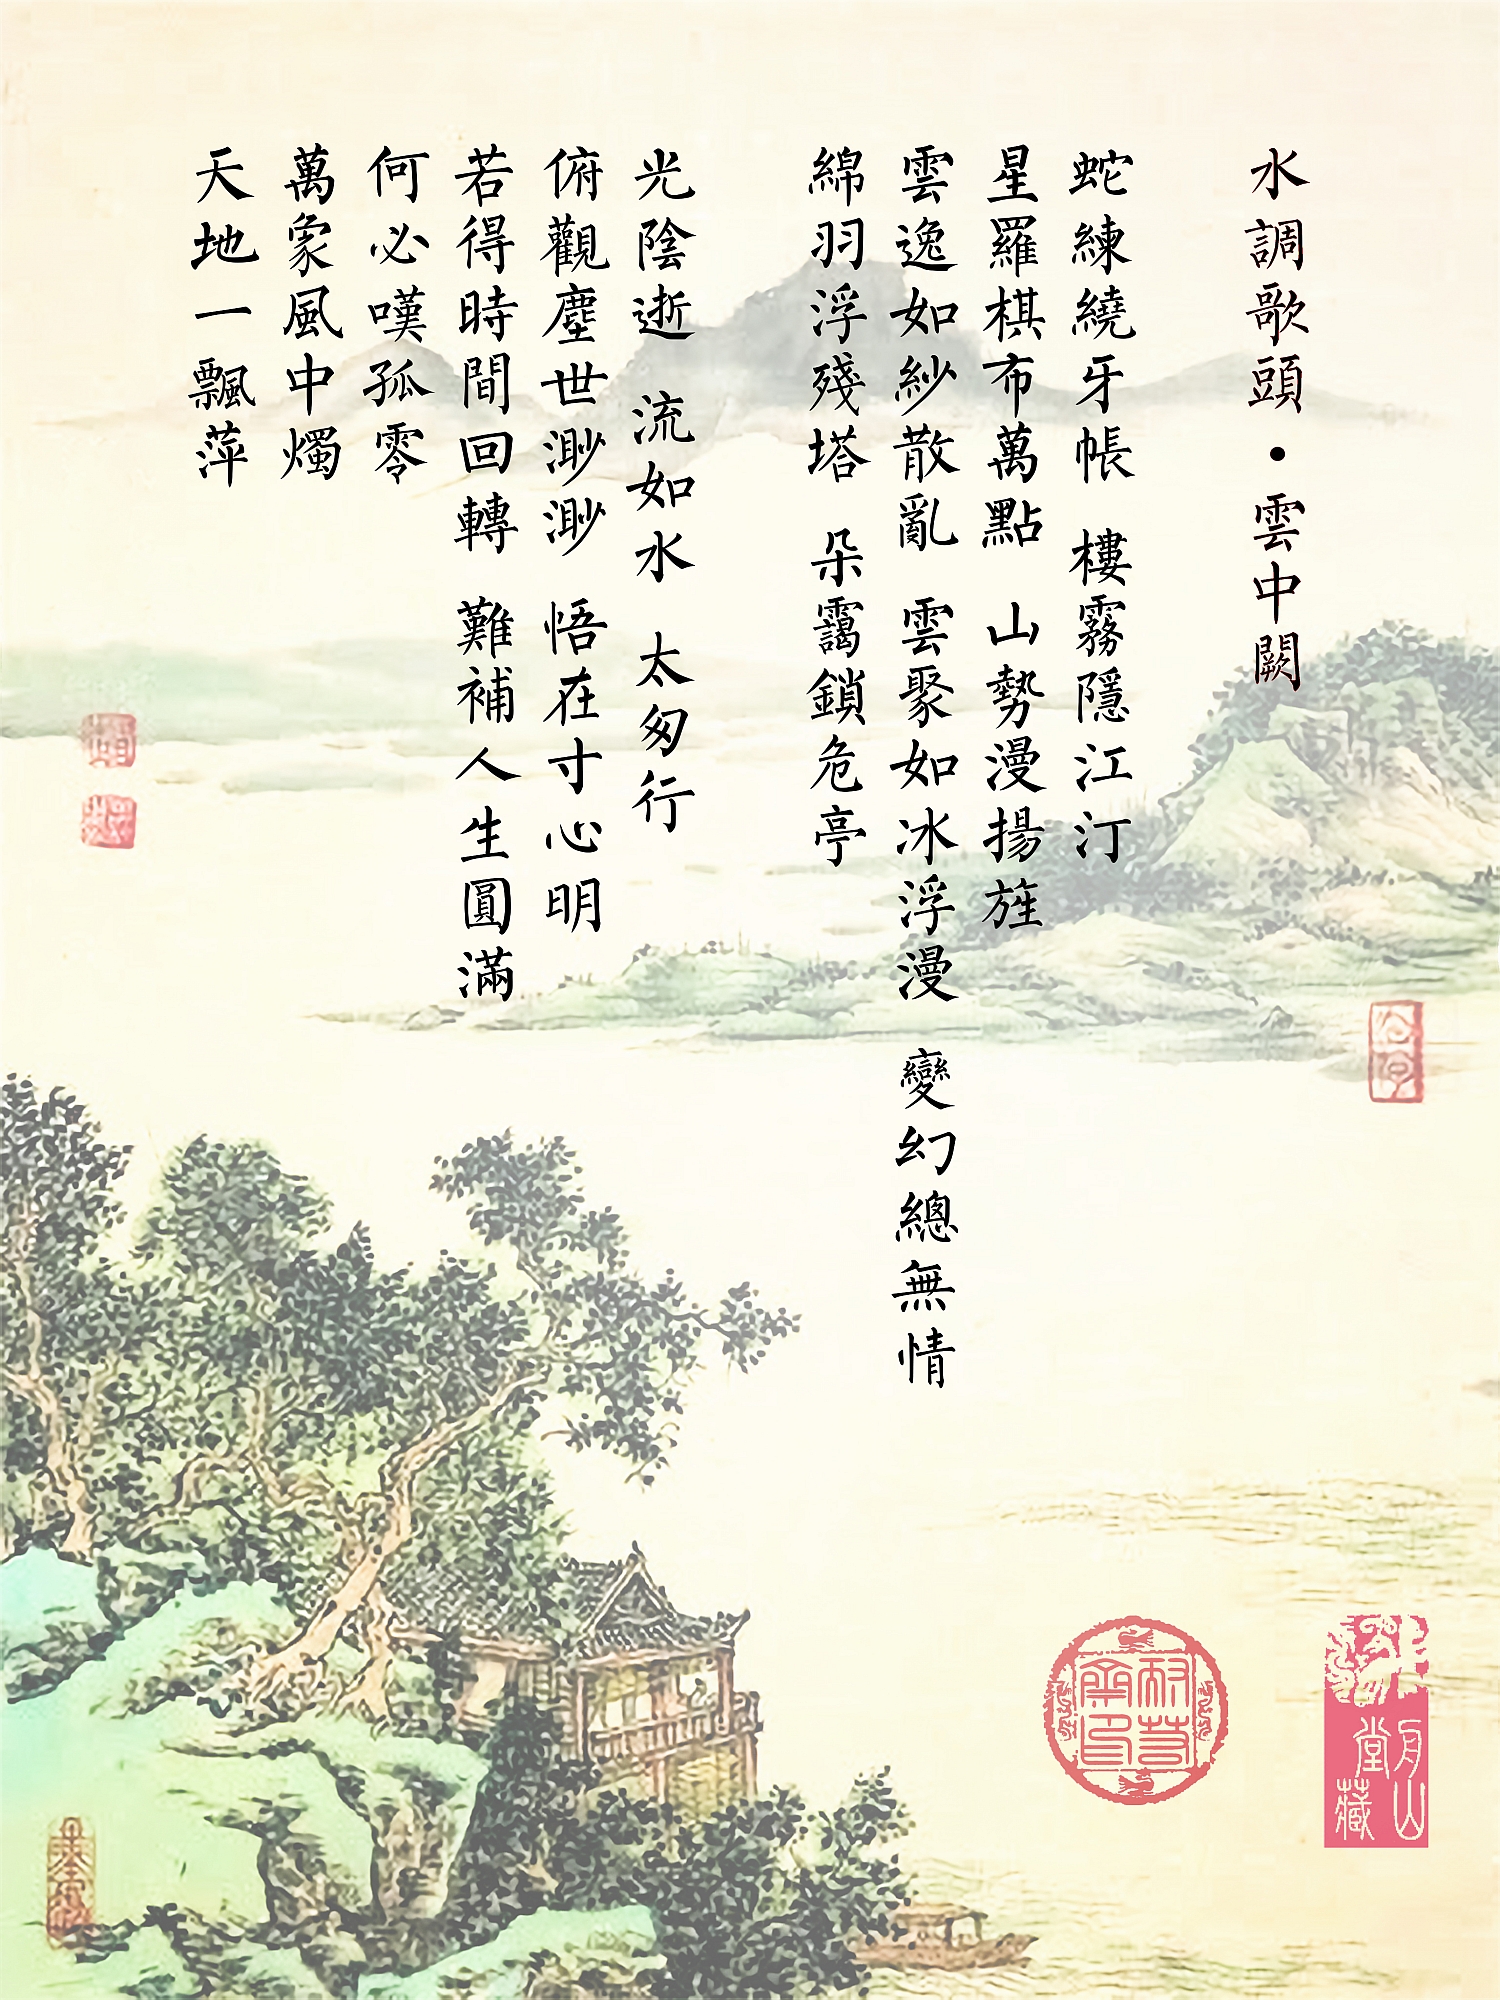 水調歌頭·雲中闕
蛇練繞牙帳 樓霧隱江汀
星羅棋布萬點 山勢漫揚旌
雲逸如紗散亂 雲聚如冰浮漫 變幻總無情
綿羽浮殘塔 朵靄鎖危亭
光陰逝 流如水 太匆行
俯觀塵世渺渺 悟在寸心明
若得時間回轉 難補人生圓滿
何必嘆孤零
萬象風中燭
天地一飄萍
月山
堂藏